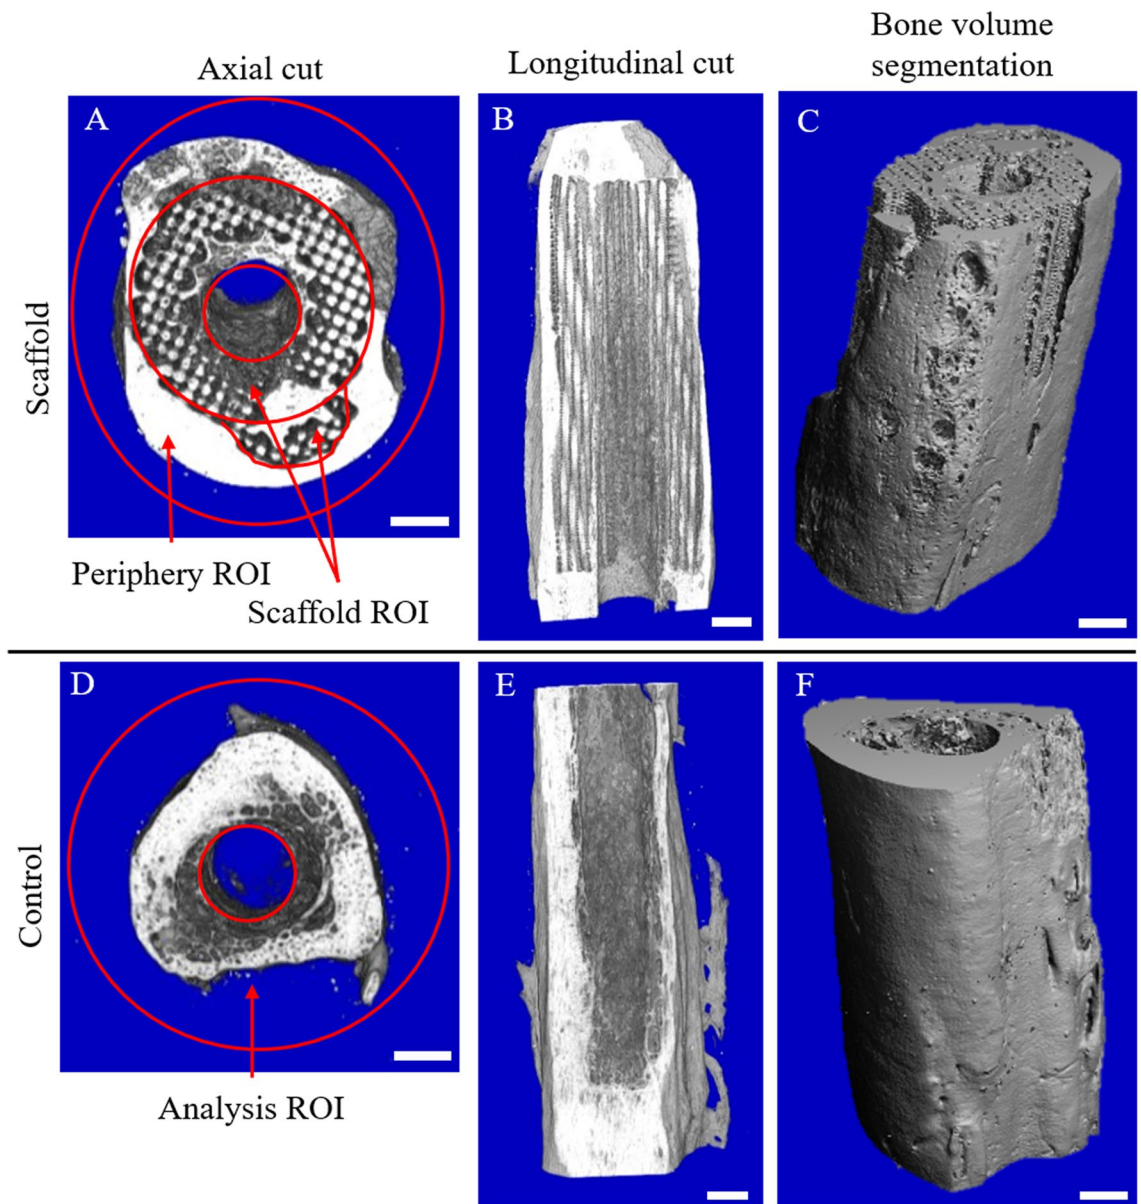 Axial cut
Longitudinal cut
Bone volume
segmentation
Scaffold
A
B
C
Periphery ROI
Scaffold ROI
Control
D
E
F
Analysis ROI